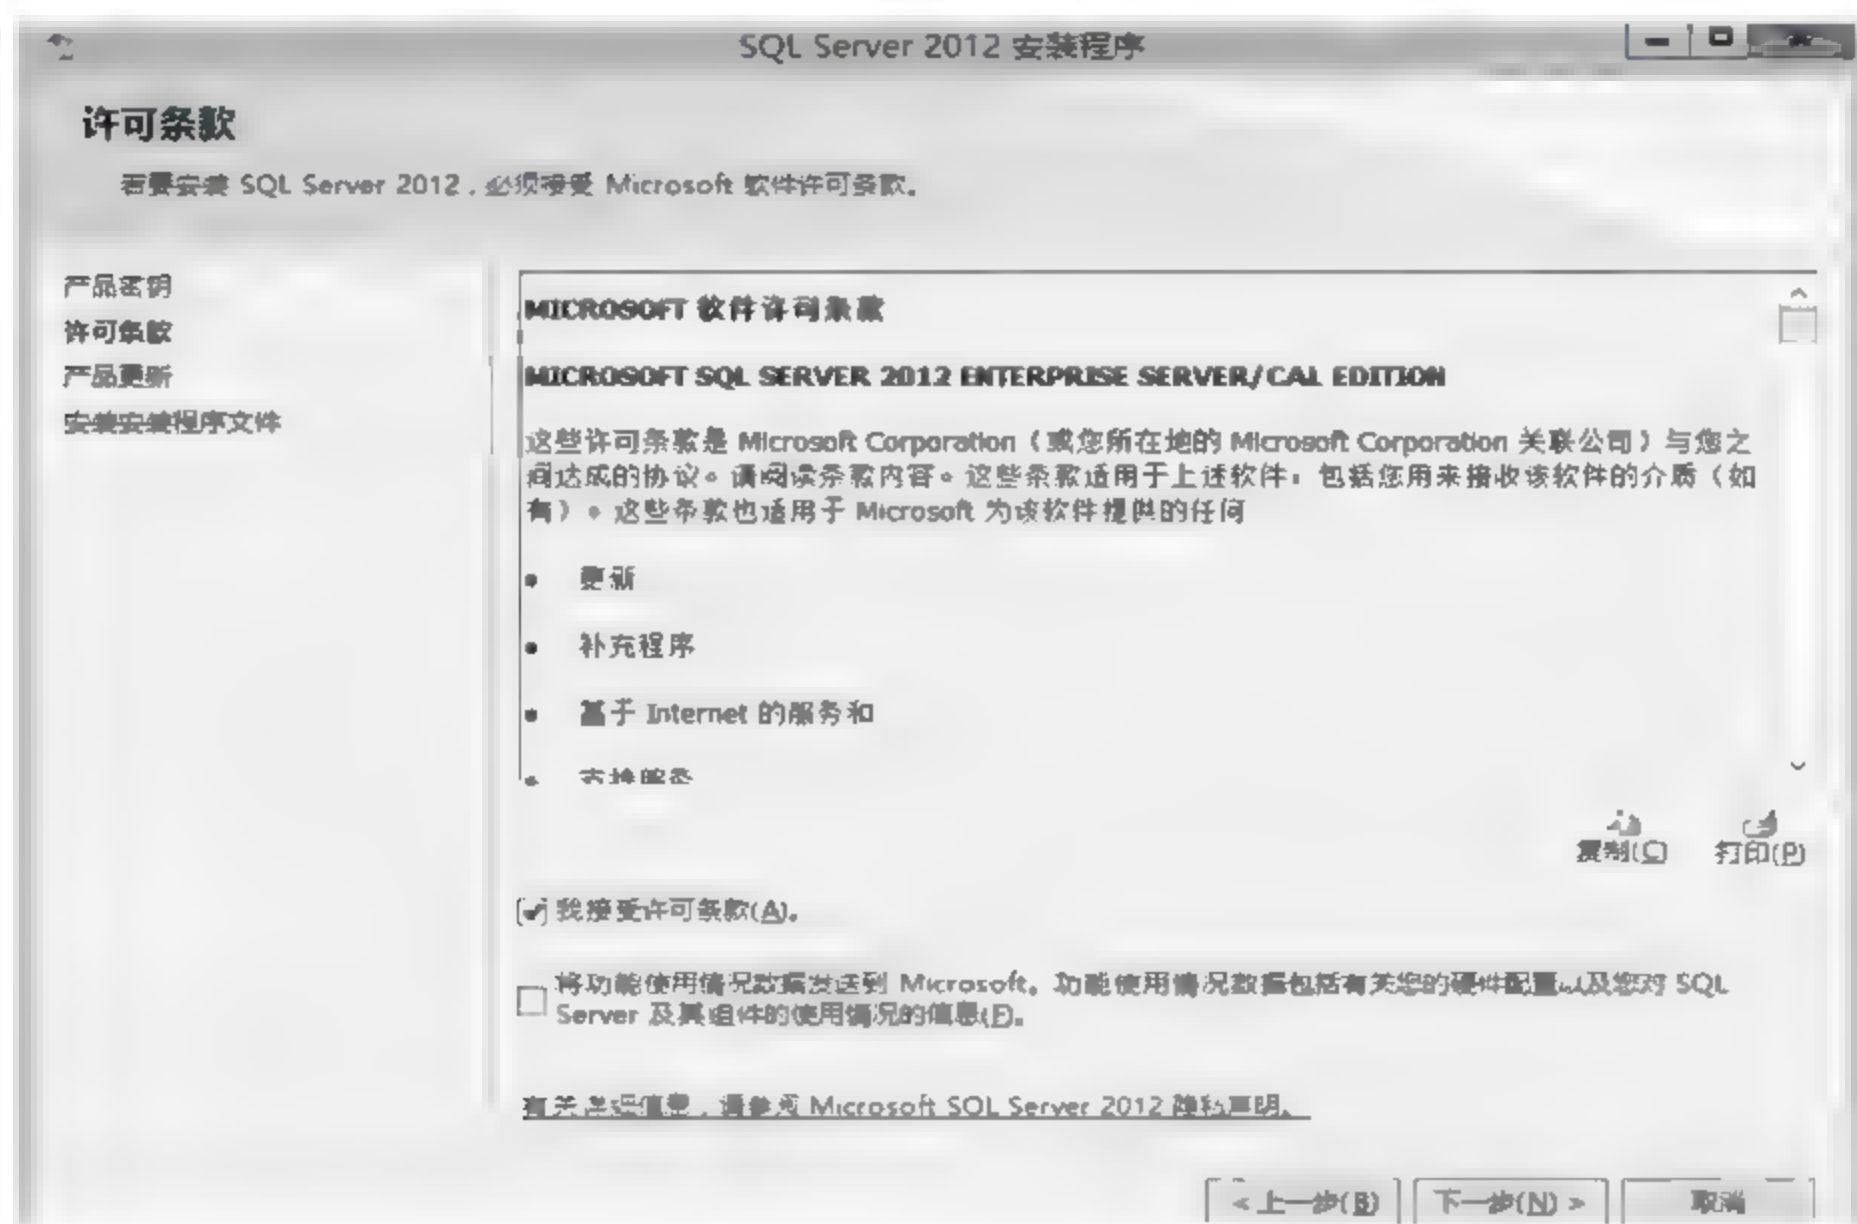 SQL Server 2012 安装程序
许可条款
若要安装 SQL Server 2012，必须接受 Microsoft 软件许可条款。
产品密钥
许可条款
产品更新
安装安装程序文件
MICROSOFT 软件许可条款
MICROSOFT SQL SERVER 2012 ENTERPRISE SERVER/CAL EDITION
这些许可条款是 Microsoft Corporation（或您所在地的 Microsoft Corporation 关联公司）与您之
间达成的协议。请阅读条款内容。这些条款适用于上述软件，包括您用来接收该软件的介质（如
有）。这些条款也适用于 Microsoft 为该软件提供的任何
• 更新
• 补充程序
• 基于 Internet 的服务和
• 支持服务
复制(C)
打印(P)
我接受许可条款(A)。
将功能使用情况数据发送到 Microsoft。功能使用情况数据包括有关您的硬件配置以及您对 SQL
Server 及其组件的使用情况的信息(F)。
有关详细信息，请参阅 Microsoft SQL Server 2012 隐私声明。
< 上一步(B)
下一步(N) >
取消